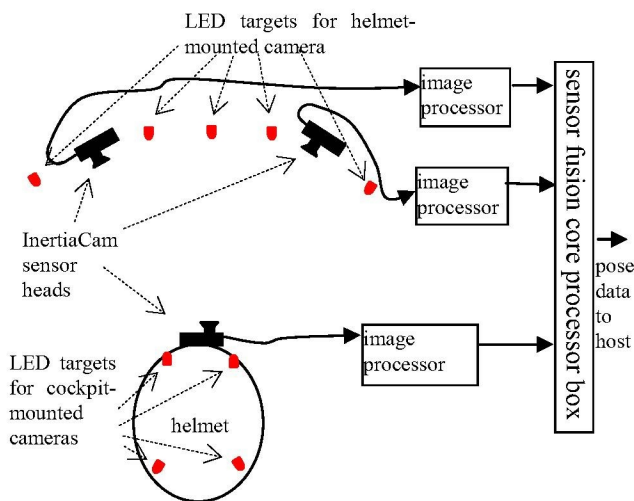 LED targets for helmet-
mounted camera
image
processor
image
processor
InertiaCam
sensor
heads
sensor fusion core processor box
pose
data
to
host
image
processor
LED targets
for cockpit-
mounted
cameras
helmet